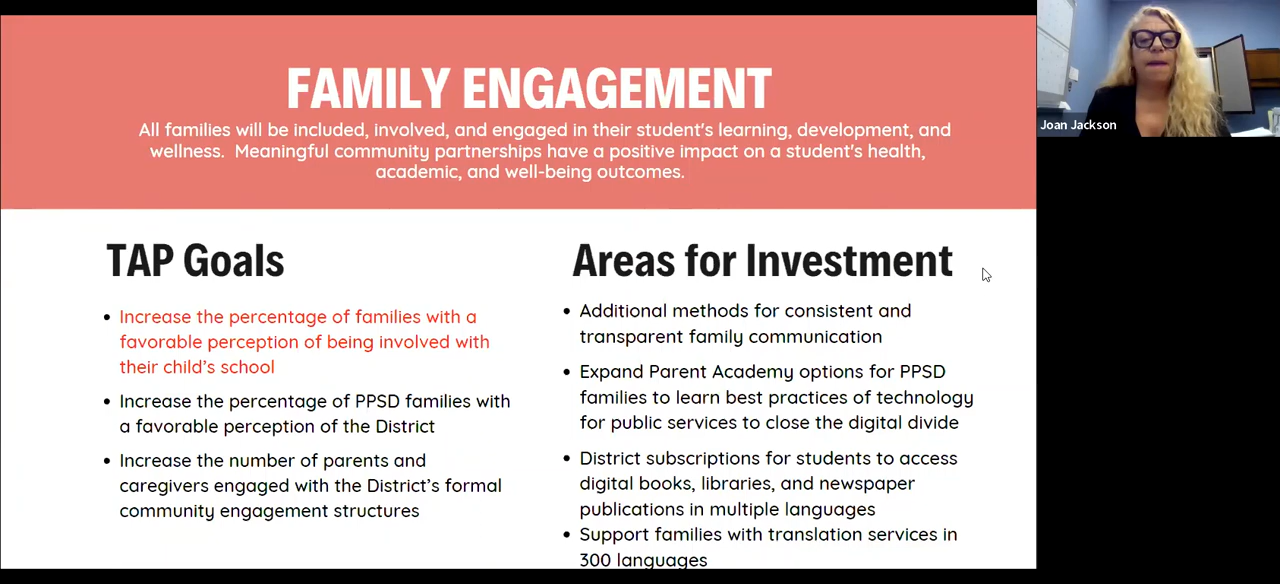 FAMILY ENGAGEMENT
All families will be included, involved, and engaged in their student's learning, development, and
wellness. Meaningful community partnerships have a positive impact on a student's health,
academic, and well-being outcomes.
Joan Jackson
TAP Goals
• Increase the percentage of families with a
favorable perception of being involved with
their child's school
• Increase the percentage of PPSD families with
a favorable perception of the District
• Increase the number of parents and
caregivers engaged with the District's formal
community engagement structures
Areas for Investment
• Additional methods for consistent and
transparent family communication
• Expand Parent Academy options for PPSD
families to learn best practices of technology
for public services to close the digital divide
• District subscriptions for students to access
digital books, libraries, and newspaper
publications in multiple languages
• Support families with translation services in
300 languages